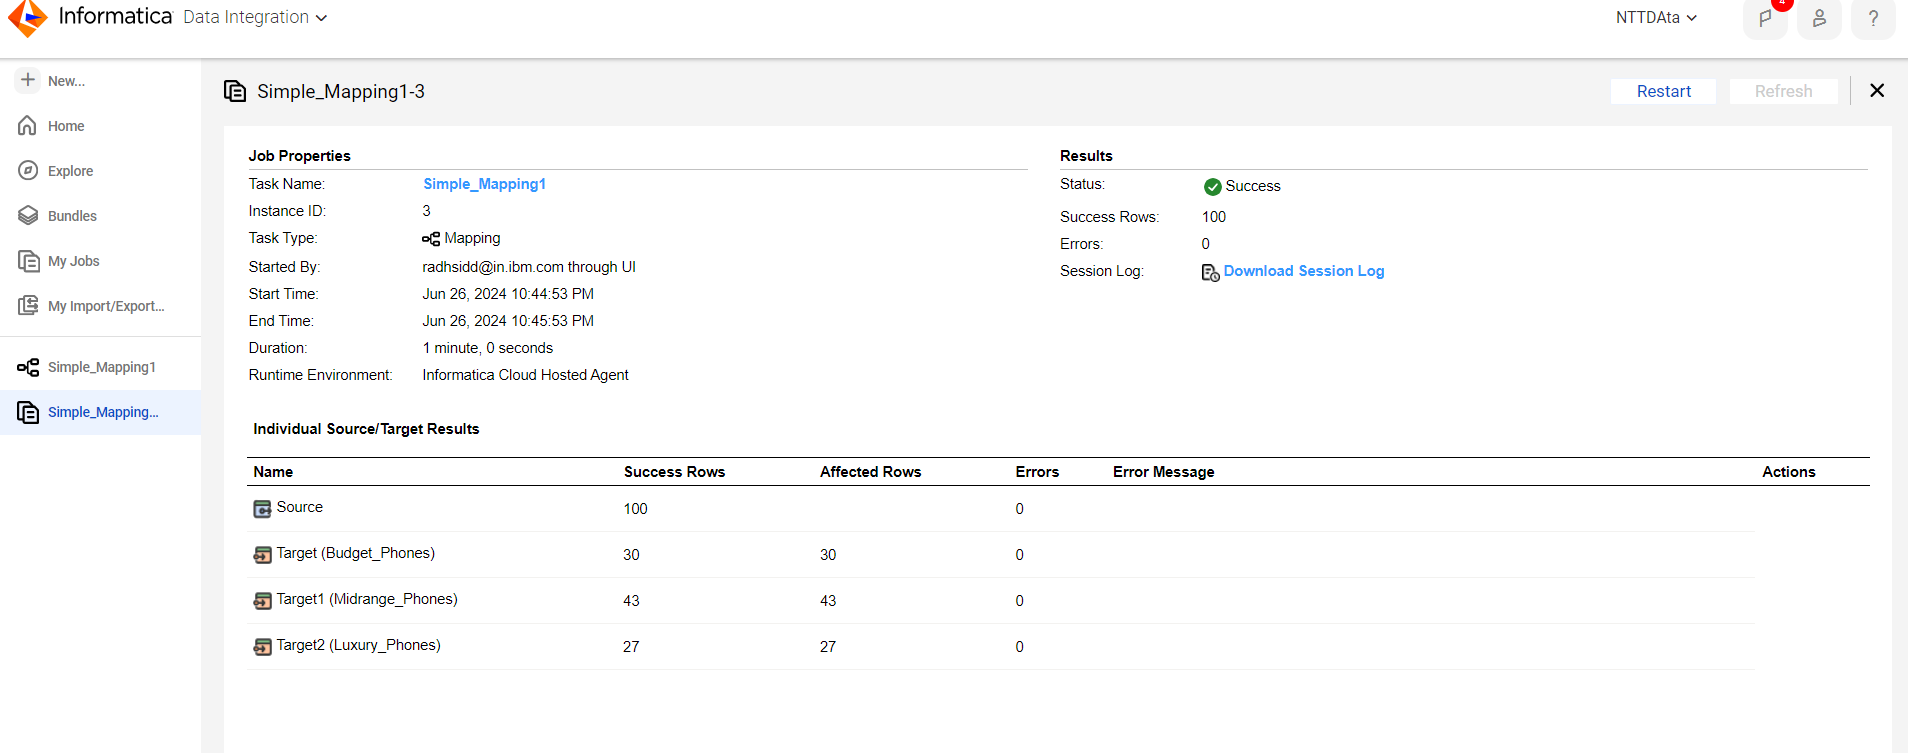 Informatica Data Integration
NTTDAta
4
?
New...
Home
Explore
Bundles
My Jobs
My Import/Export...
Simple_Mapping1
Simple_Mapping...
Simple_Mapping1-3
Restart
Refresh
Job Properties
Task Name: Simple_Mapping1
Instance ID: 3
Task Type: Mapping
Started By: radhsidd@in.ibm.com through UI
Start Time: Jun 26, 2024 10:44:53 PM
End Time: Jun 26, 2024 10:45:53 PM
Duration: 1 minute, 0 seconds
Runtime Environment: Informatica Cloud Hosted Agent
Results
Status: Success
Success Rows: 100
Errors: 0
Session Log: Download Session Log
Individual Source/Target Results
Name Success Rows Affected Rows Errors Error Message Actions
Source 100 0
Target (Budget_Phones) 30 30 0
Target1 (Midrange_Phones) 43 43 0
Target2 (Luxury_Phones) 27 27 0